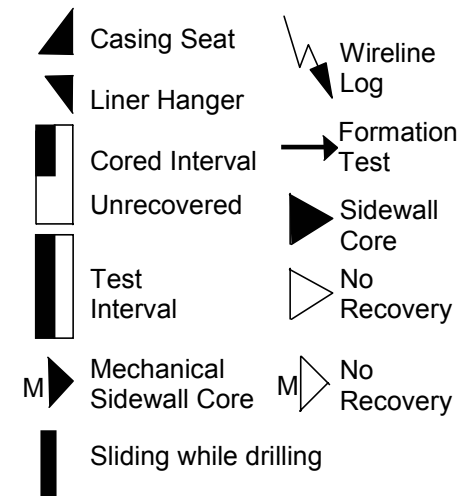 Casing Seat
Liner Hanger
Cored Interval
Unrecovered
Test
Interval
M
Mechanical
Sidewall Core
Sliding while drilling
Wireline
Log
Formation
Test
Sidewall
Core
No
Recovery
M
No
Recovery